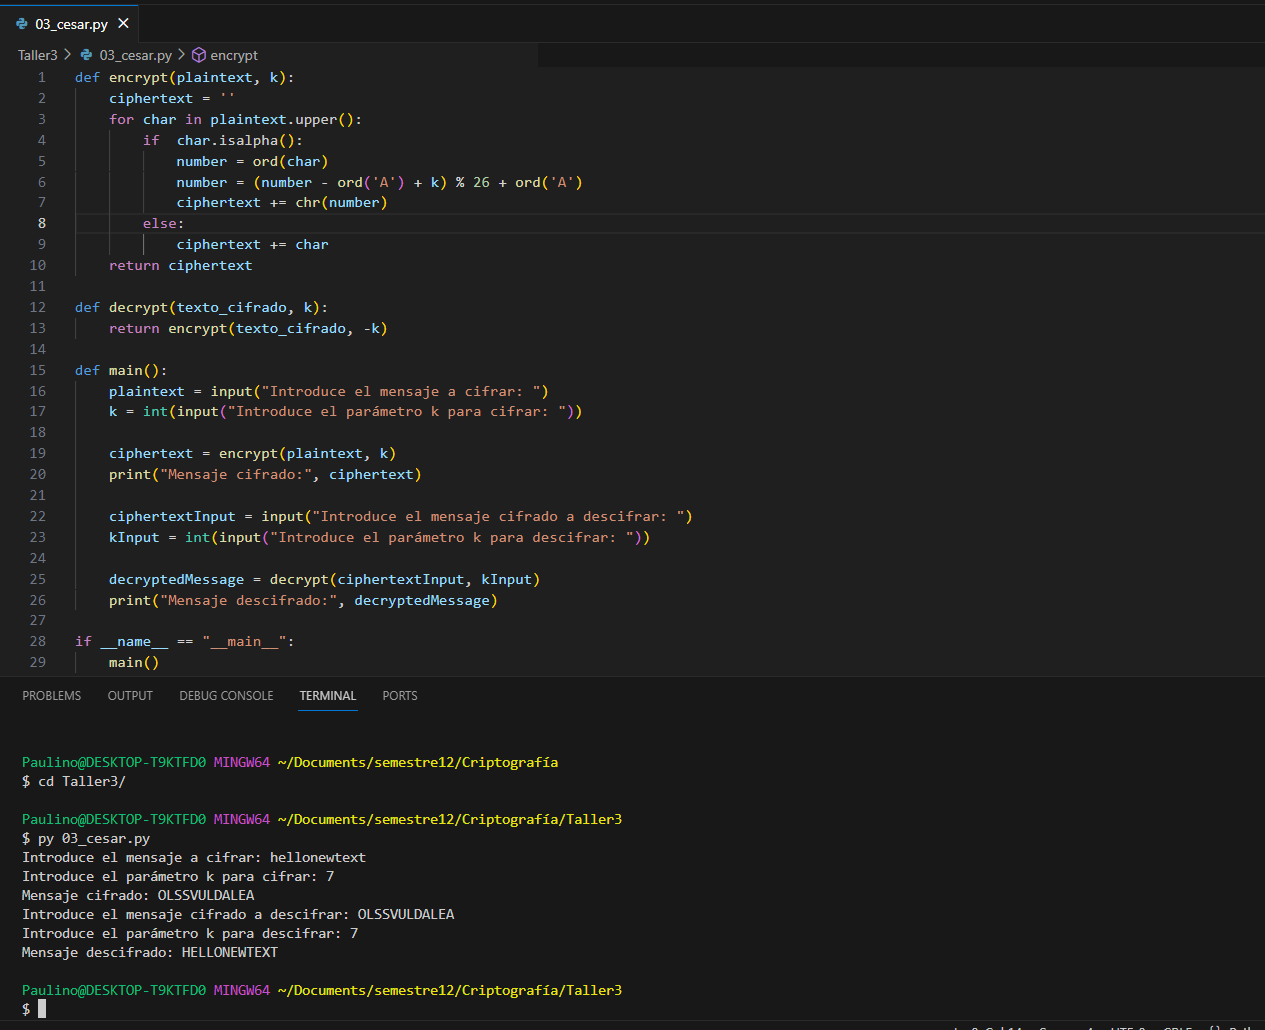 03_cesar.py
Taller3 > 03_cesar.py > encrypt
1 def encrypt(plaintext, k):
2     ciphertext = ''
3     for char in plaintext.upper():
4         if  char.isalpha():
5             number = ord(char)
6             number = (number - ord('A') + k) % 26 + ord('A')
7             ciphertext += chr(number)
8         else:
9             ciphertext += char
10     return ciphertext
11
12 def decrypt(texto_cifrado, k):
13     return encrypt(texto_cifrado, -k)
14
15 def main():
16     plaintext = input("Introduce el mensaje a cifrar: ")
17     k = int(input("Introduce el parámetro k para cifrar: "))
18
19     ciphertext = encrypt(plaintext, k)
20     print("Mensaje cifrado:", ciphertext)
21
22     ciphertextInput = input("Introduce el mensaje cifrado a descifrar: ")
23     kInput = int(input("Introduce el parámetro k para descifrar: "))
24
25     decryptedMessage = decrypt(ciphertextInput, kInput)
26     print("Mensaje descifrado:", decryptedMessage)
27
28 if __name__ == "__main__":
29     main()
PROBLEMS OUTPUT DEBUG CONSOLE TERMINAL PORTS
Paulino@DESKTOP-T9KTFD0 MINGW64 ~/Documents/semestre12/Criptografía
$ cd Taller3/
Paulino@DESKTOP-T9KTFD0 MINGW64 ~/Documents/semestre12/Criptografía/Taller3
$ py 03_cesar.py
Introduce el mensaje a cifrar: hellonewtext
Introduce el parámetro k para cifrar: 7
Mensaje cifrado: OLSSVULDALEA
Introduce el mensaje cifrado a descifrar: OLSSVULDALEA
Introduce el parámetro k para descifrar: 7
Mensaje descifrado: HELLONEWTEXT
Paulino@DESKTOP-T9KTFD0 MINGW64 ~/Documents/semestre12/Criptografía/Taller3
$